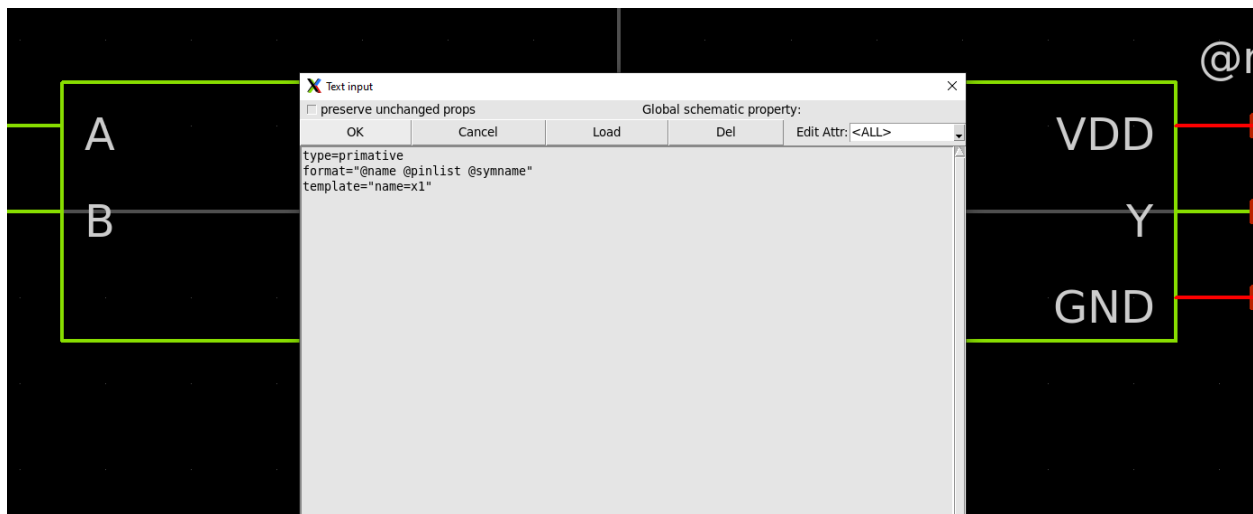 @
A
B
Text input
preserve unchanged props Global schematic property:
OK Cancel Load Del Edit Attr: <ALL>
type=primative
format="@name @pinlist @symname"
template="name=x1"
VDD
Y
GND